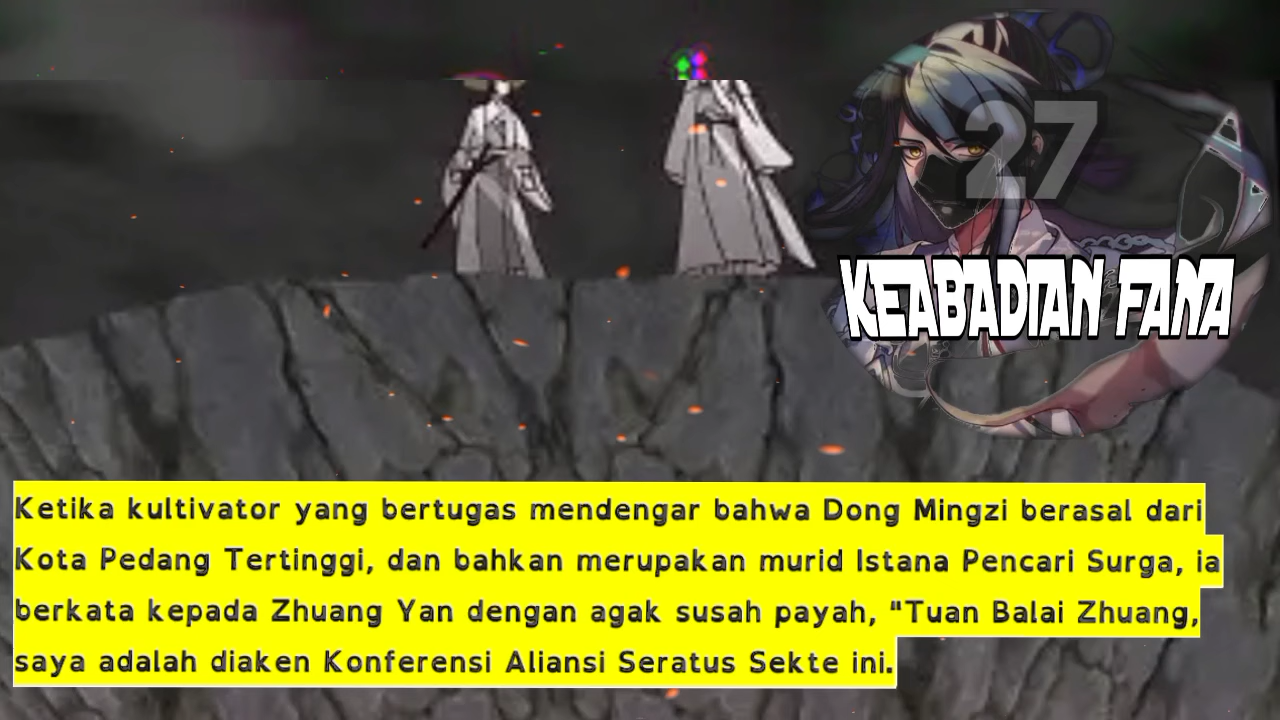 27
KEABADIAN FANA
Ketika kultivator yang bertugas mendengar bahwa Dong Mingzi berasal dari
Kota Pedang Tertinggi, dan bahkan merupakan murid Istana Pencari Surga, ia
berkata kepada Zhuang Yan dengan agak susah payah, "Tuan Balai Zhuang,
saya adalah diaken Konferensi Aliansi Seratus Sekte ini.